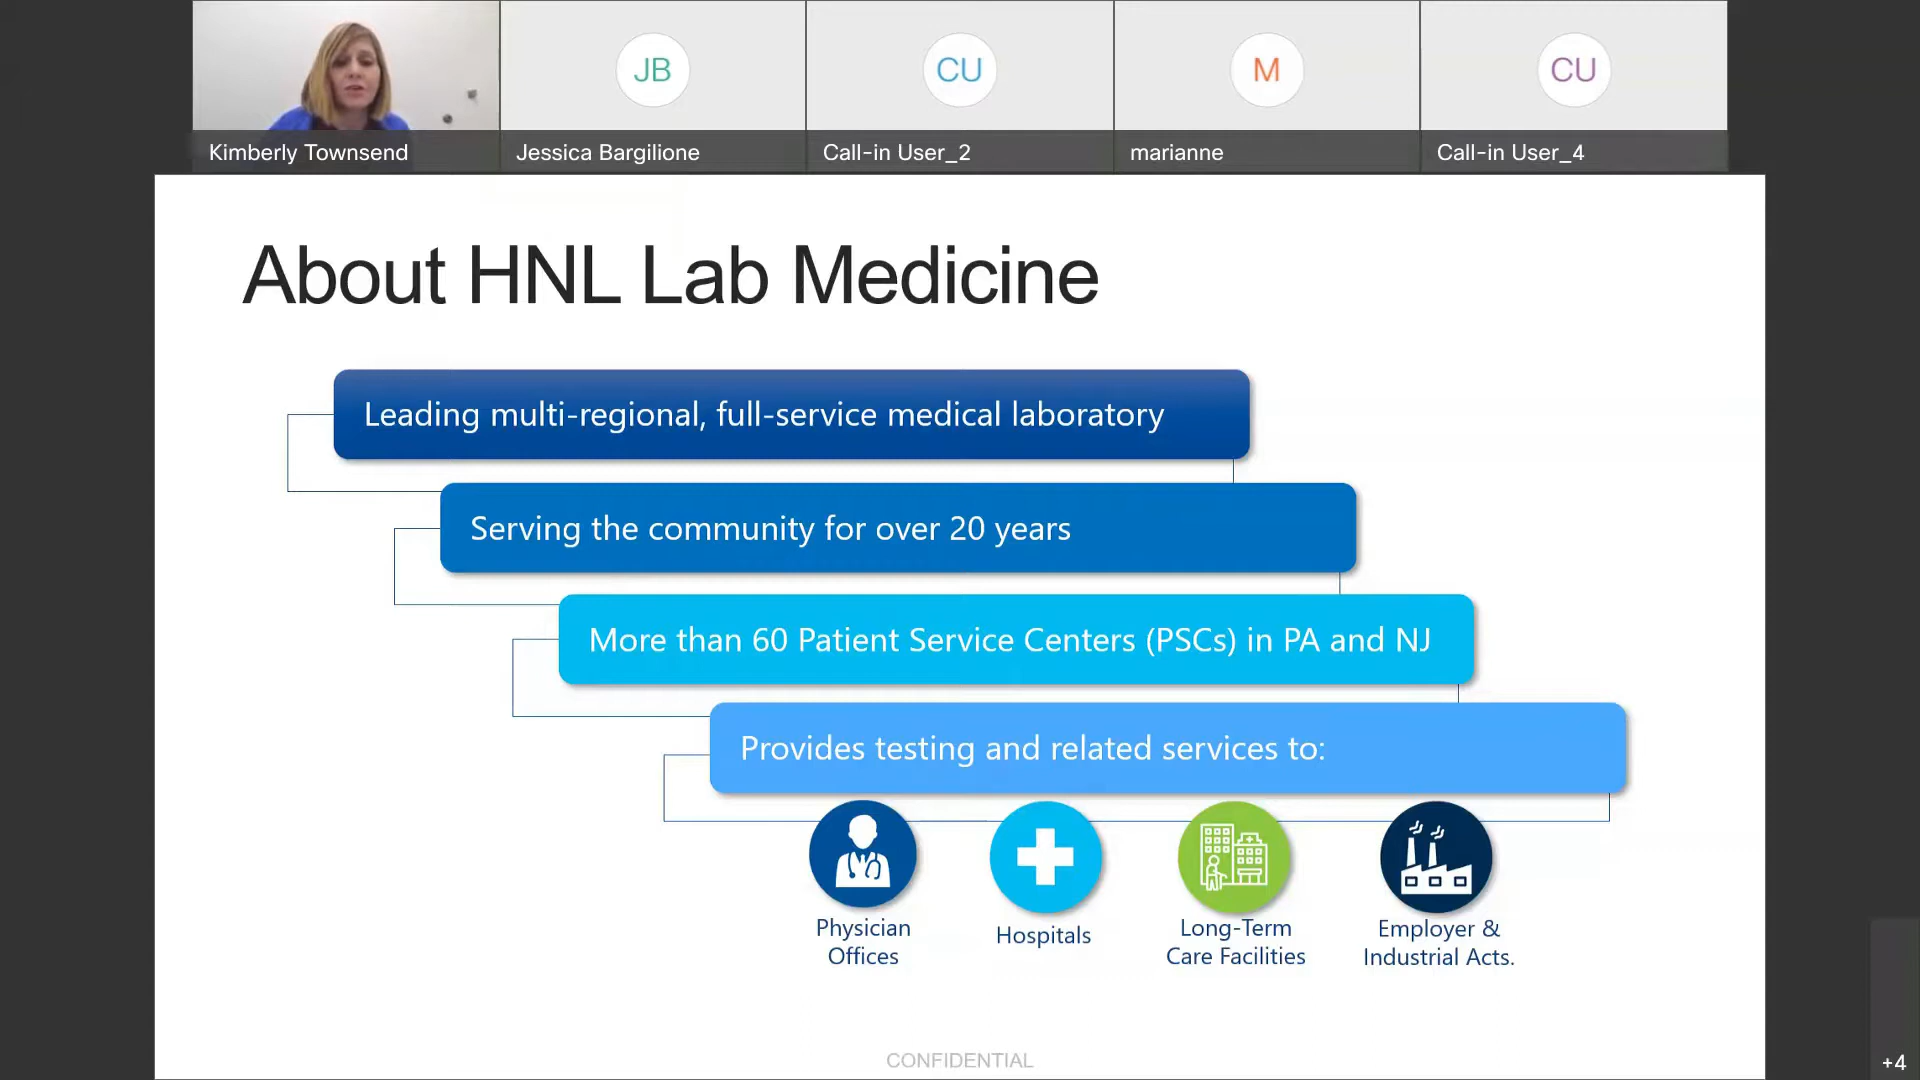 JB
CU
M
CU
Kimberly Townsend
Jessica Bargilione
Call-in User_2
marianne
Call-in User_4
About HNL Lab Medicine
Leading multi-regional, full-service medical laboratory
Serving the community for over 20 years
More than 60 Patient Service Centers (PSCs) in PA and NJ
Provides testing and related services to:
Physician
Offices
Hospitals
Long-Term
Care Facilities
Employer &
Industrial Acts.
CONFIDENTIAL
+4